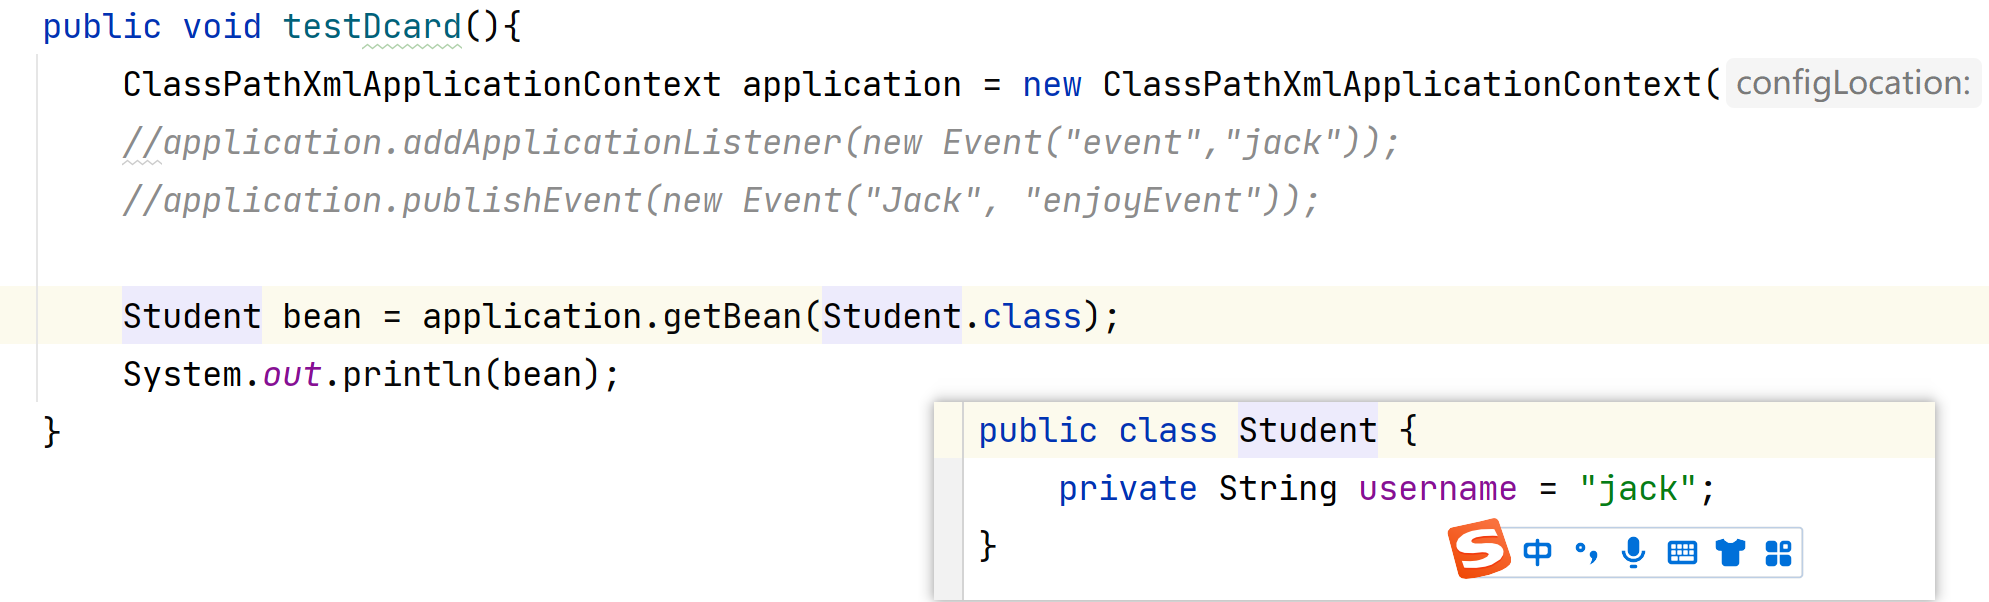 public void testDcard(){
ClassPathXmlApplicationContext application = new ClassPathXmlApplicationContext( configLocation:
//application.addApplicationListener(new Event("event","jack"));
//application.publishEvent(new Event("Jack", "enjoyEvent"));
Student bean = application.getBean(Student.class);
System.out.println(bean);
}
public class Student {
private String username = "jack";
}
S 中 °,